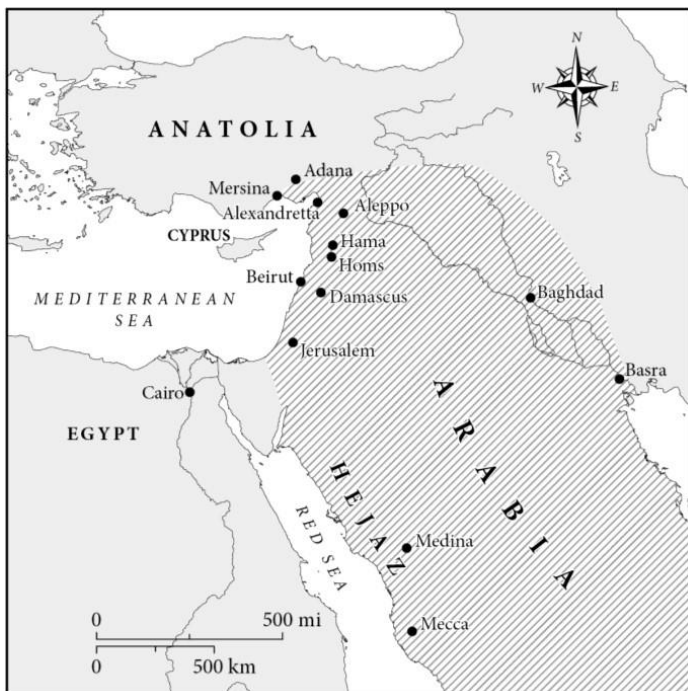 N
W E
S
ANATOLIA
Adana
Mersina
Alexandretta
Aleppo
CYPRUS
Hama
Homs
Beirut
MEDITERRANEAN
SEA
Damascus
Baghdad
Jerusalem
Basra
Cairo
EGYPT
ARABIA
HEJAZ
RED SEA
Medina
Mecca
0 500 mi
0 500 km